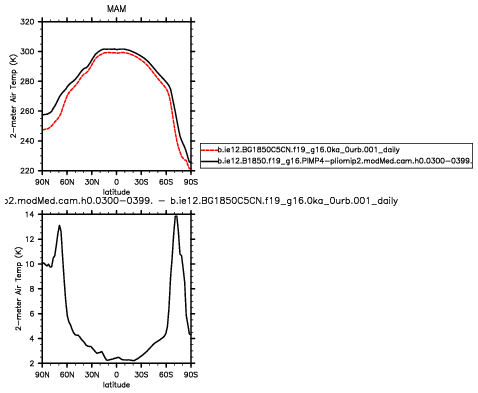 MAM
2-meter Air Temp (K)
320
300
280
260
240
220
90N 60N 30N 0 30S 60S 90S
latitude
b.ie12.BG1850C5CN.f19_g16.0ka_0urb.001_daily
b.ie12.B1850.f19_g16.PlMIP4-pliomip2.modMed.cam.h0.0300-0399.
p2.modMed.cam.h0.0300-0399. - b.ie12.BG1850C5CN.f19_g16.0ka_0urb.001_daily
2-meter Air Temp (K)
14
12
10
8
6
4
2
90N 60N 30N 0 30S 60S 90S
latitude